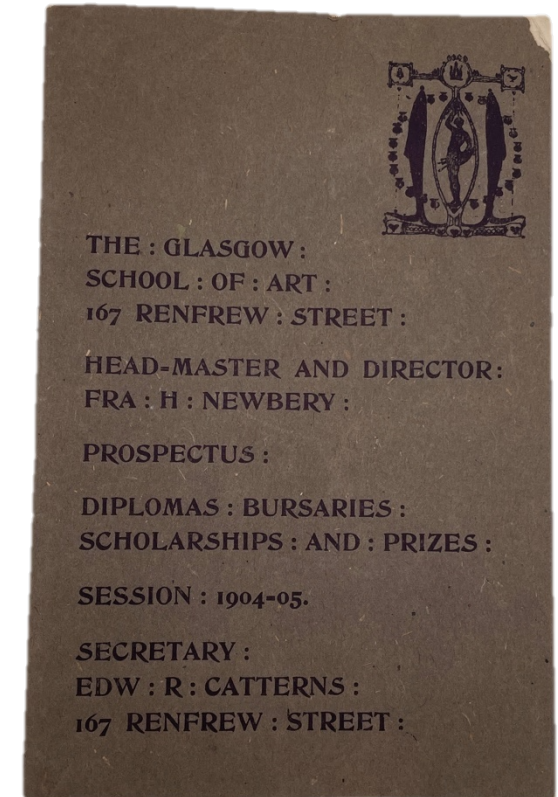 THE : GLASGOW :
SCHOOL : OF : ART :
167 RENFREW : STREET :
HEAD-MASTER AND DIRECTOR:
FRA : H : NEWBERY :
PROSPECTUS :
DIPLOMAS : BURSARIES :
SCHOLARSHIPS : AND : PRIZES :
SESSION : 1904-05.
SECRETARY :
EDW : R : CATTERNS :
167 RENFREW : STREET :